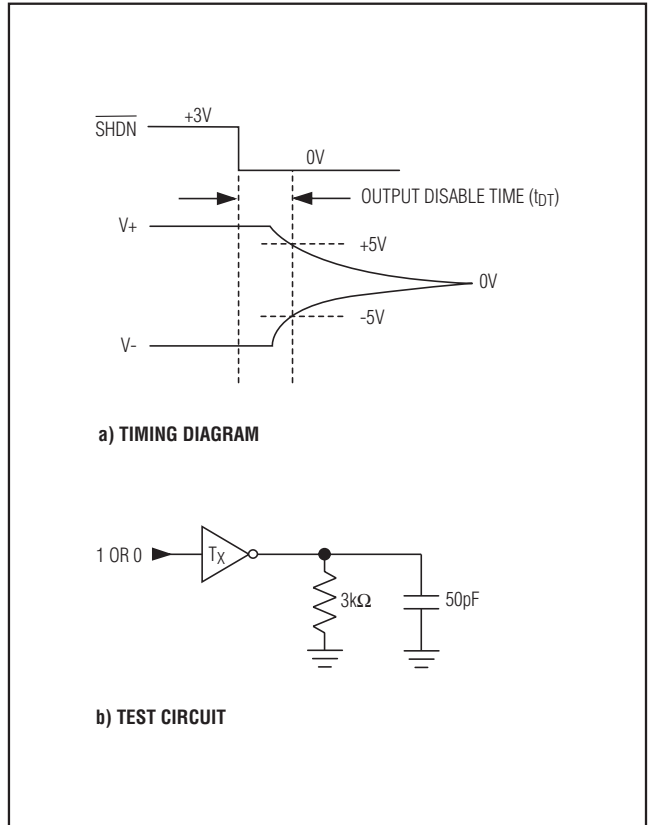 SHDN
+3V
0V
OUTPUT DISABLE TIME (tDT)
V+
+5V
0V
-5V
V-
a) TIMING DIAGRAM
1 OR 0
TX
3kΩ
50pF
b) TEST CIRCUIT